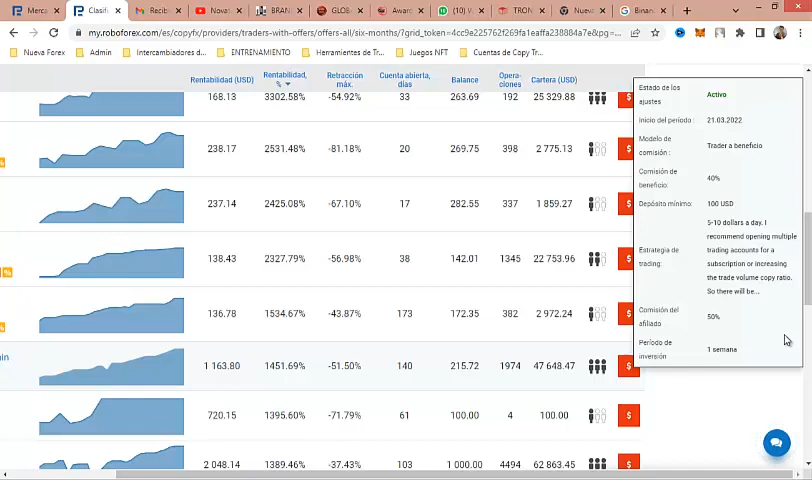 Merca
Clasific
Recibi
Noval
BRAN
GLOB
Award
(10) W
TRON
Nueva
Binan
my.roboforex.com/es/copyfx/providers/traders-with-offers/offers-all/six-months/?grid_token=4cc9e225762f269fa1eaffa238884a7e&pg=...
Nueva Forex
Admin
Intercambiadores d...
ENTRENAMIENTO
Herramientas de Tr...
Juegos NFT
Cuentas de Copy Tr...
Rentabilidad (USD)
Rentabilidad, %
Retracción máx.
Cuenta abierta, días
Balance
Opera-ciones
Cartera (USD)
168.13 3302.58% -54.92% 33 263.69 192 25 329.88 $
238.17 2531.48% -81.18% 20 269.75 398 2 775.13 $
237.14 2425.08% -67.10% 17 282.55 337 1 859.27 $
% 138.43 2327.79% -56.98% 38 142.01 1345 22 753.96 $
136.78 1534.67% -43.87% 173 172.35 382 2 972.24 $
1 163.80 1451.69% -51.50% 140 215.72 1974 47 648.47 $
720.15 1395.60% -71.79% 61 100.00 4 100.00 $
2 048.14 1389.46% -37.43% 103 1 000.00 4494 62 863.45 $
Estado de los
ajustes
Activo
Inicio del período :
21.03.2022
Modelo de
comisión :
Trader a beneficio
Comisión de
beneficio:
40%
Depósito mínimo:
100 USD
Estrategia de
trading:
5-10 dollars a day. I
recommend opening multiple
trading accounts for a
subscription or increasing
the trade volume copy ratio.
So there will be...
Comisión del
afiliado
50%
Período de
inversión
1 semana